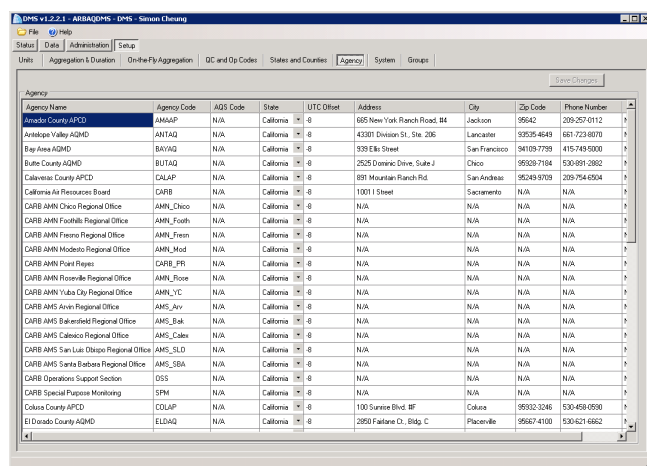 DMS v1.2.2.1 - ARBAQDMS - DMS - Simon Cheung
File Help
Status Data Administration Setup
Units Aggregation & Duration On-the-Fly Aggregation QC and Op Codes States and Counties Agency System Groups
Save Changes
Agency
Agency Name Agency Code AQS Code State UTC Offset Address City Zip Code Phone Number
Amador County APCD AMAAP N/A California -8 665 New York Ranch Road, #4 Jackson 95642 209-257-0112 N
Antelope Valley AQMD ANTAQ N/A California -8 43301 Division St., Ste. 206 Lancaster 93535-4649 661-723-8070 N
Bay Area AQMD BAYAQ N/A California -8 939 Ellis Street San Francisco 94109-7799 415-749-5000 N
Butte County AQMD BUTAQ N/A California -8 2525 Dominic Drive, Suite J Chico 95928-7184 530-891-2882 N
Calaveras County APCD CALAP N/A California -8 891 Mountain Ranch Rd. San Andreas 95249-9709 209-754-6504 N
California Air Resources Board CARB N/A California -8 1001 I Street Sacramento N/A N/A N
CARB AMN Chico Regional Office AMN_Chico N/A California -8 N/A N/A N/A N/A N
CARB AMN Foothills Regional Office AMN_Footh N/A California -8 N/A N/A N/A N/A N
CARB AMN Fresno Regional Office AMN_Fresn N/A California -8 N/A N/A N/A N/A N
CARB AMN Modesto Regional Office AMN_Mod N/A California -8 N/A N/A N/A N/A N
CARB AMN Point Reyes CARB_PR N/A California -8 N/A N/A N/A N/A N
CARB AMN Roseville Regional Office AMN_Rose N/A California -8 N/A N/A N/A N/A N
CARB AMN Yuba City Regional Office AMN_YC N/A California -8 N/A N/A N/A N/A N
CARB AMS Arvin Regional Office AMS_Arv N/A California -8 N/A N/A N/A N/A N
CARB AMS Bakersfield Regional Office AMS_Bak N/A California -8 N/A N/A N/A N/A N
CARB AMS Calexico Regional Office AMS_Calex N/A California -8 N/A N/A N/A N/A N
CARB AMS San Luis Obispo Regional Office AMS_SLO N/A California -8 N/A N/A N/A N/A N
CARB AMS Santa Barbara Regional Office AMS_SBA N/A California -8 N/A N/A N/A N/A N
CARB Operations Support Section OSS N/A California -8 N/A N/A N/A N/A N
CARB Special Purpose Monitoring SPM N/A California -8 N/A N/A N/A N/A N
Colusa County APCD COLAP N/A California -8 100 Sunrise Blvd. #F Colusa 95932-3246 530-458-0590 N
El Dorado County AQMD ELDAQ N/A California -8 2850 Fairlane Ct., Bldg. C Placerville 95667-4100 530-621-6662 N